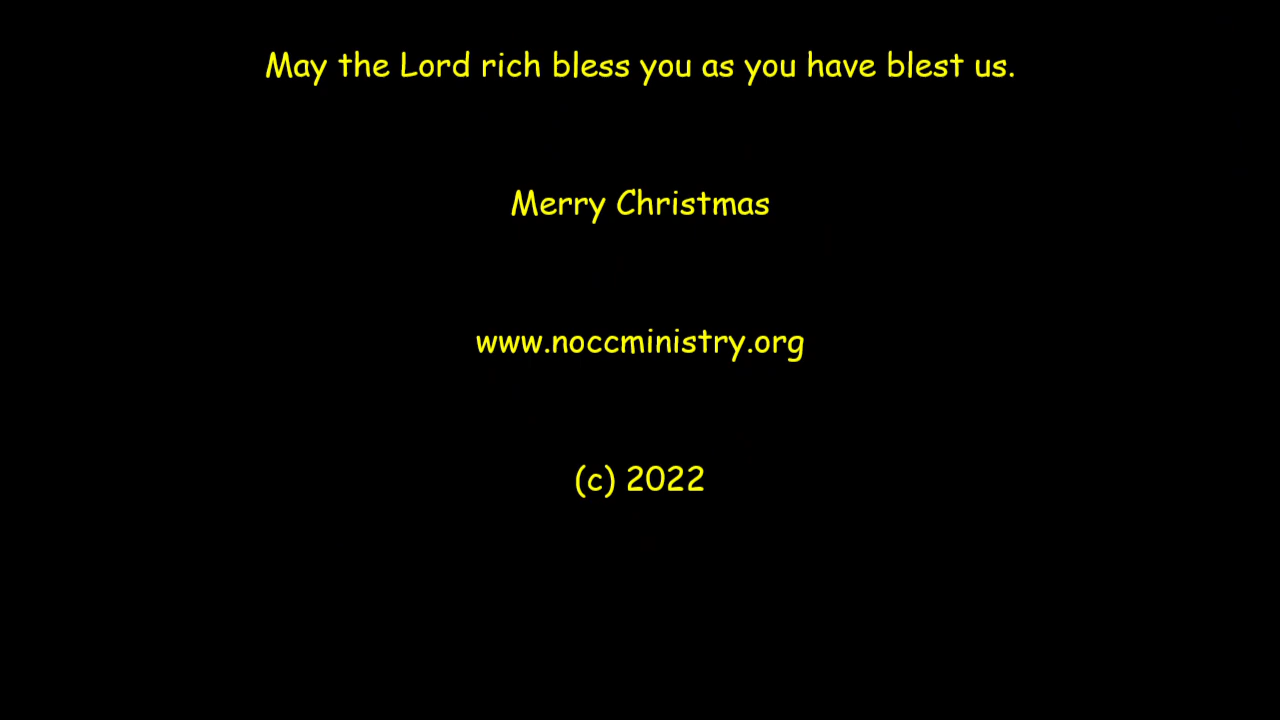 May the Lord rich bless you as you have blest us.
Merry Christmas
www.noccministry.org
(c) 2022